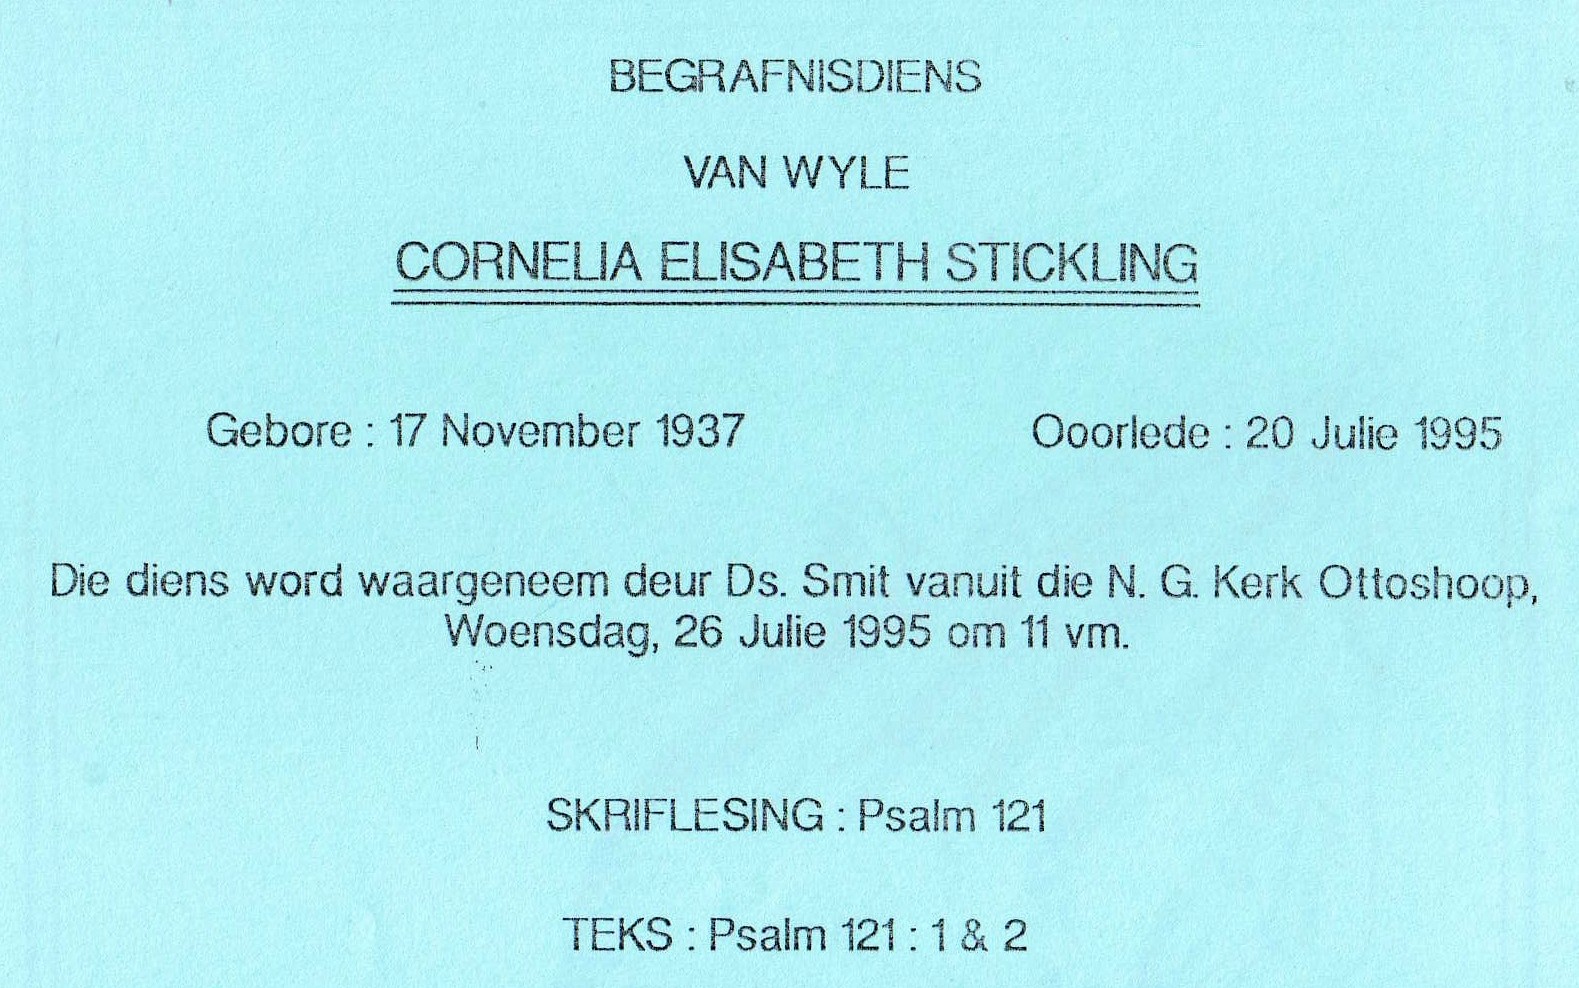 BEGRAFNISDIENS
VAN WYLE
CORNELIA ELISABETH STICKLING
Gebore : 17 November 1937 Ooorlede : 20 Julie 1995
Die diens word waargeneem deur Ds. Smit vanuit die N. G. Kerk Ottoshoop,
Woensdag, 26 Julie 1995 om 11 vm.
SKRIFLESING : Psalm 121
TEKS : Psalm 121 : 1 & 2